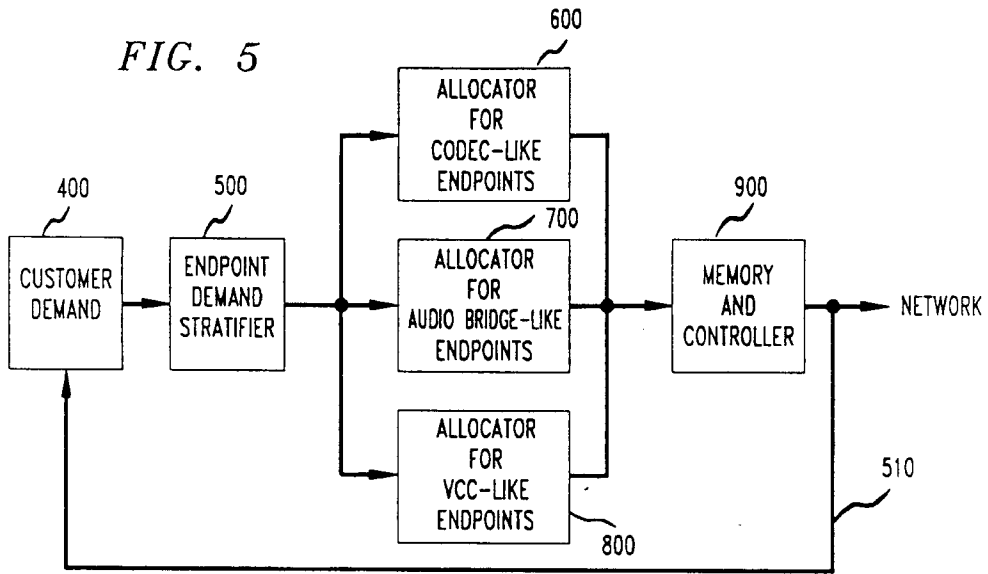 FIG. 5
600
ALLOCATOR
FOR
CODEC-LIKE
ENDPOINTS
400
CUSTOMER
DEMAND
500
ENDPOINT
DEMAND
STRATIFIER
700
ALLOCATOR
FOR
AUDIO BRIDGE-LIKE
ENDPOINTS
900
MEMORY
AND
CONTROLLER
NETWORK
ALLOCATOR
FOR
VCC-LIKE
ENDPOINTS
800
510